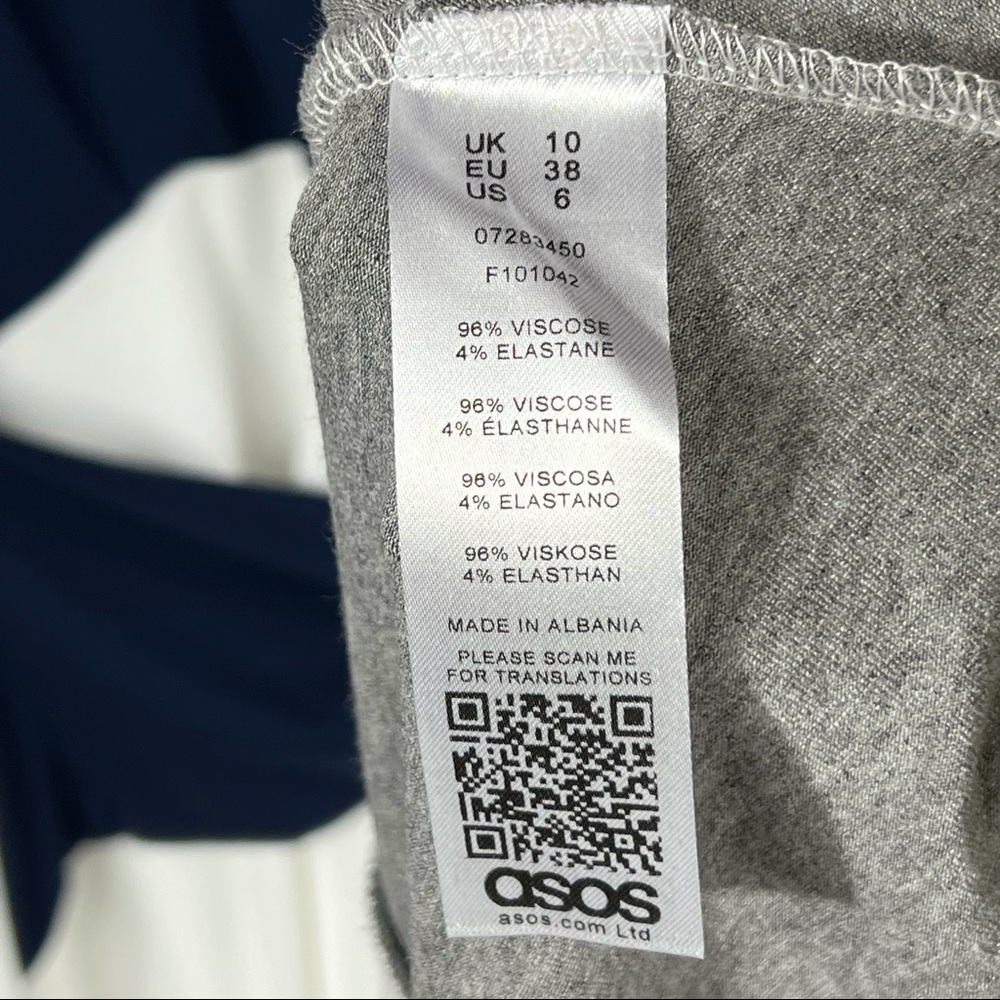 UK 10
EU 38
US 6
07283450
F101042
96% VISCOSE
4% ELASTANE
96% VISCOSE
4% ÉLASTHANNE
96% VISCOSA
4% ELASTANO
96% VISKOSE
4% ELASTHAN
MADE IN ALBANIA
PLEASE SCAN ME
FOR TRANSLATIONS
asos
asos.com Ltd